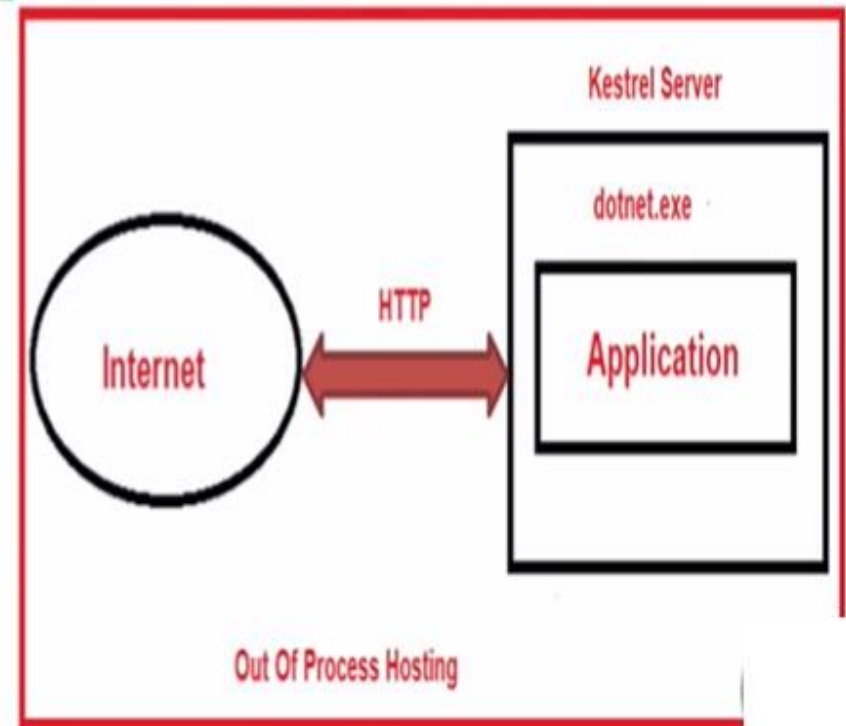 Kestrel Server
dotnet.exe
HTTP
Internet
Application
Out Of Process Hosting